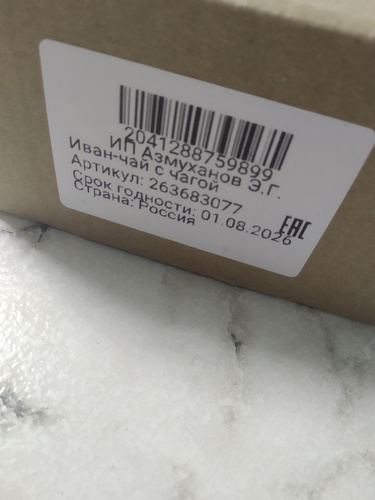 2041288759899
ИП Азмуханов Э.Г.
Иван-чай с чагой
Артикул: 263683077
Срок годности: 01.08.2026
Страна: Россия
EAC